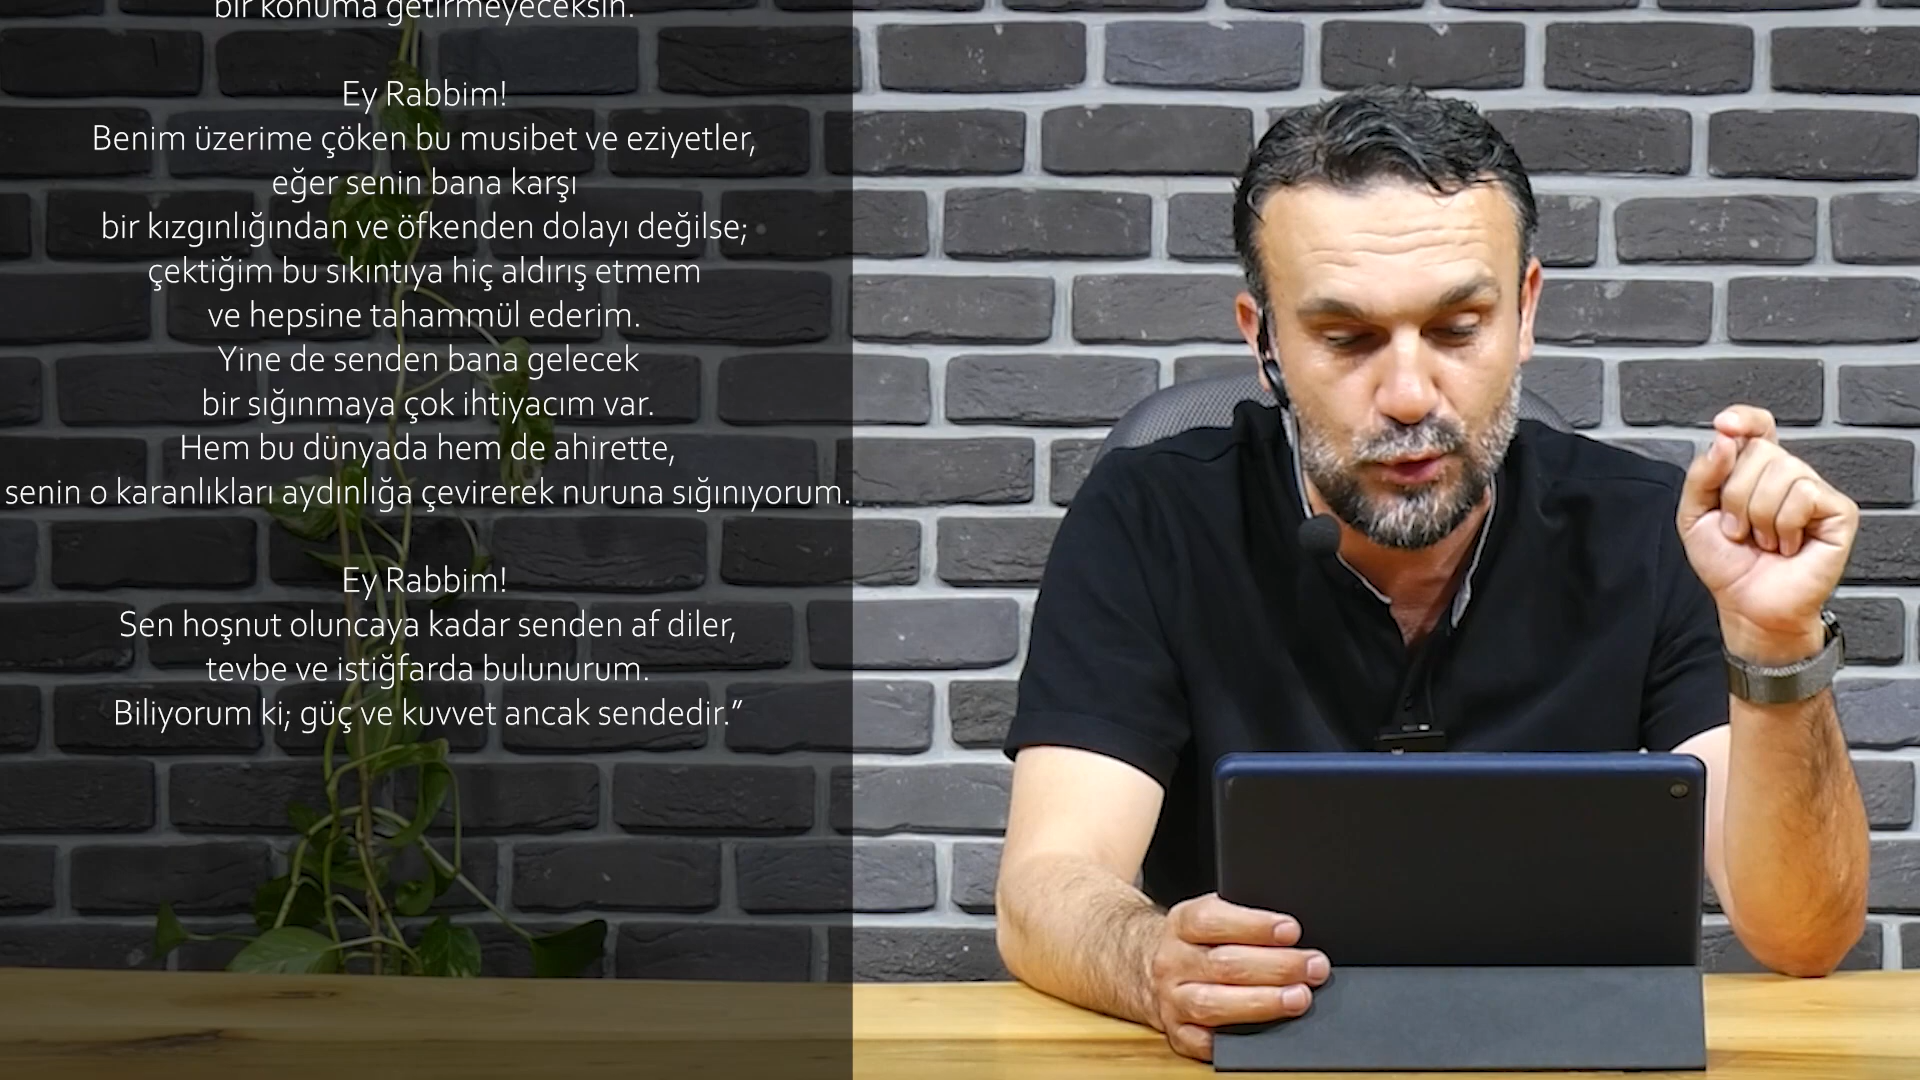 bir konuma getirmeyeceksin.
Ey Rabbim!
Benim üzerime çöken bu musibet ve eziyetler,
eğer senin bana karşı
bir kızgınlığından ve öfkenden dolayı değilse;
çektiğim bu sıkıntıya hiç aldırış etmem
ve hepsine tahammül ederim.
Yine de senden bana gelecek
bir sığınmaya çok ihtiyacım var.
Hem bu dünyada hem de ahirette,
senin o karanlıkları aydınlığa çevirerek nuruna sığınıyorum.
Ey Rabbim!
Sen hoşnut oluncaya kadar senden af diler,
tevbe ve istiğfarda bulunurum.
Biliyorum ki; güç ve kuvvet ancak sendedir.”